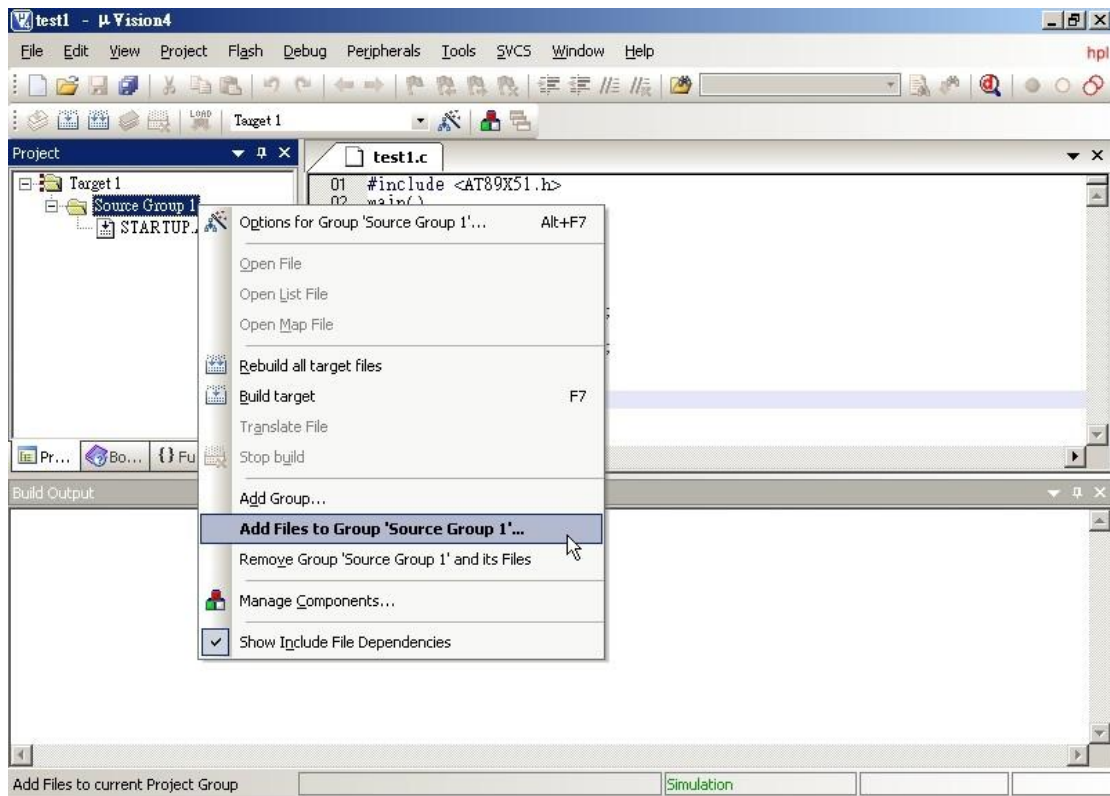 test1 - µVision4
File Edit View Project Flash Debug Peripherals Tools SVCS Window Help
hpl
LOAD Target 1
Project
test1.c
Target 1
Source Group 1
STARTUP.
01 #include <AT89X51.h>
02 main()
Options for Group 'Source Group 1'... Alt+F7
Open File
Open List File
Open Map File
;
;
Rebuild all target files
Build target F7
Translate File
Stop build
Pr... Bo... {} Fu
Build Output
Add Group...
Add Files to Group 'Source Group 1'...
Remove Group 'Source Group 1' and its Files
Manage Components...
Show Include File Dependencies
Add Files to current Project Group
Simulation